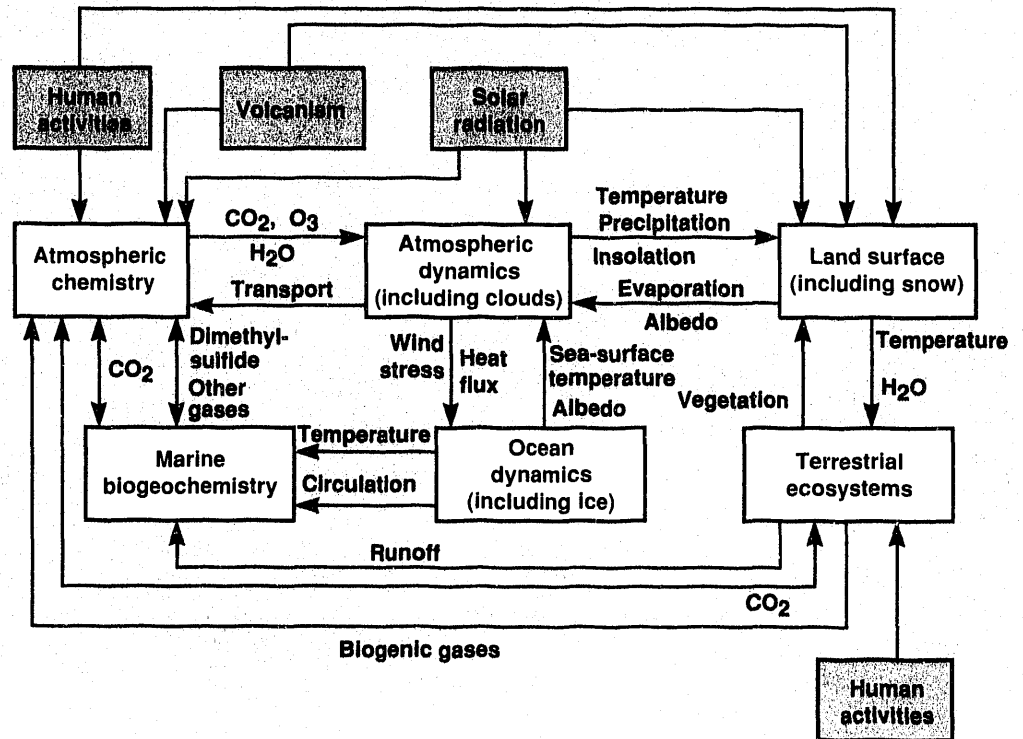 Human
activities
Volcanism
Solar
radiation
Atmospheric
chemistry
CO2, O3
H2O
Transport
Atmospheric
dynamics
(including clouds)
Temperature
Precipitation
Insolation
Evaporation
Albedo
Land surface
(including snow)
CO2
Dimethyl-
sulfide
Other
gases
Wind
stress
Heat
flux
Sea-surface
temperature
Albedo
Vegetation
Temperature
H2O
Marine
biogeochemistry
Temperature
Circulation
Ocean
dynamics
(including ice)
Terrestrial
ecosystems
Runoff
CO2
Biogenic gases
Human
activities